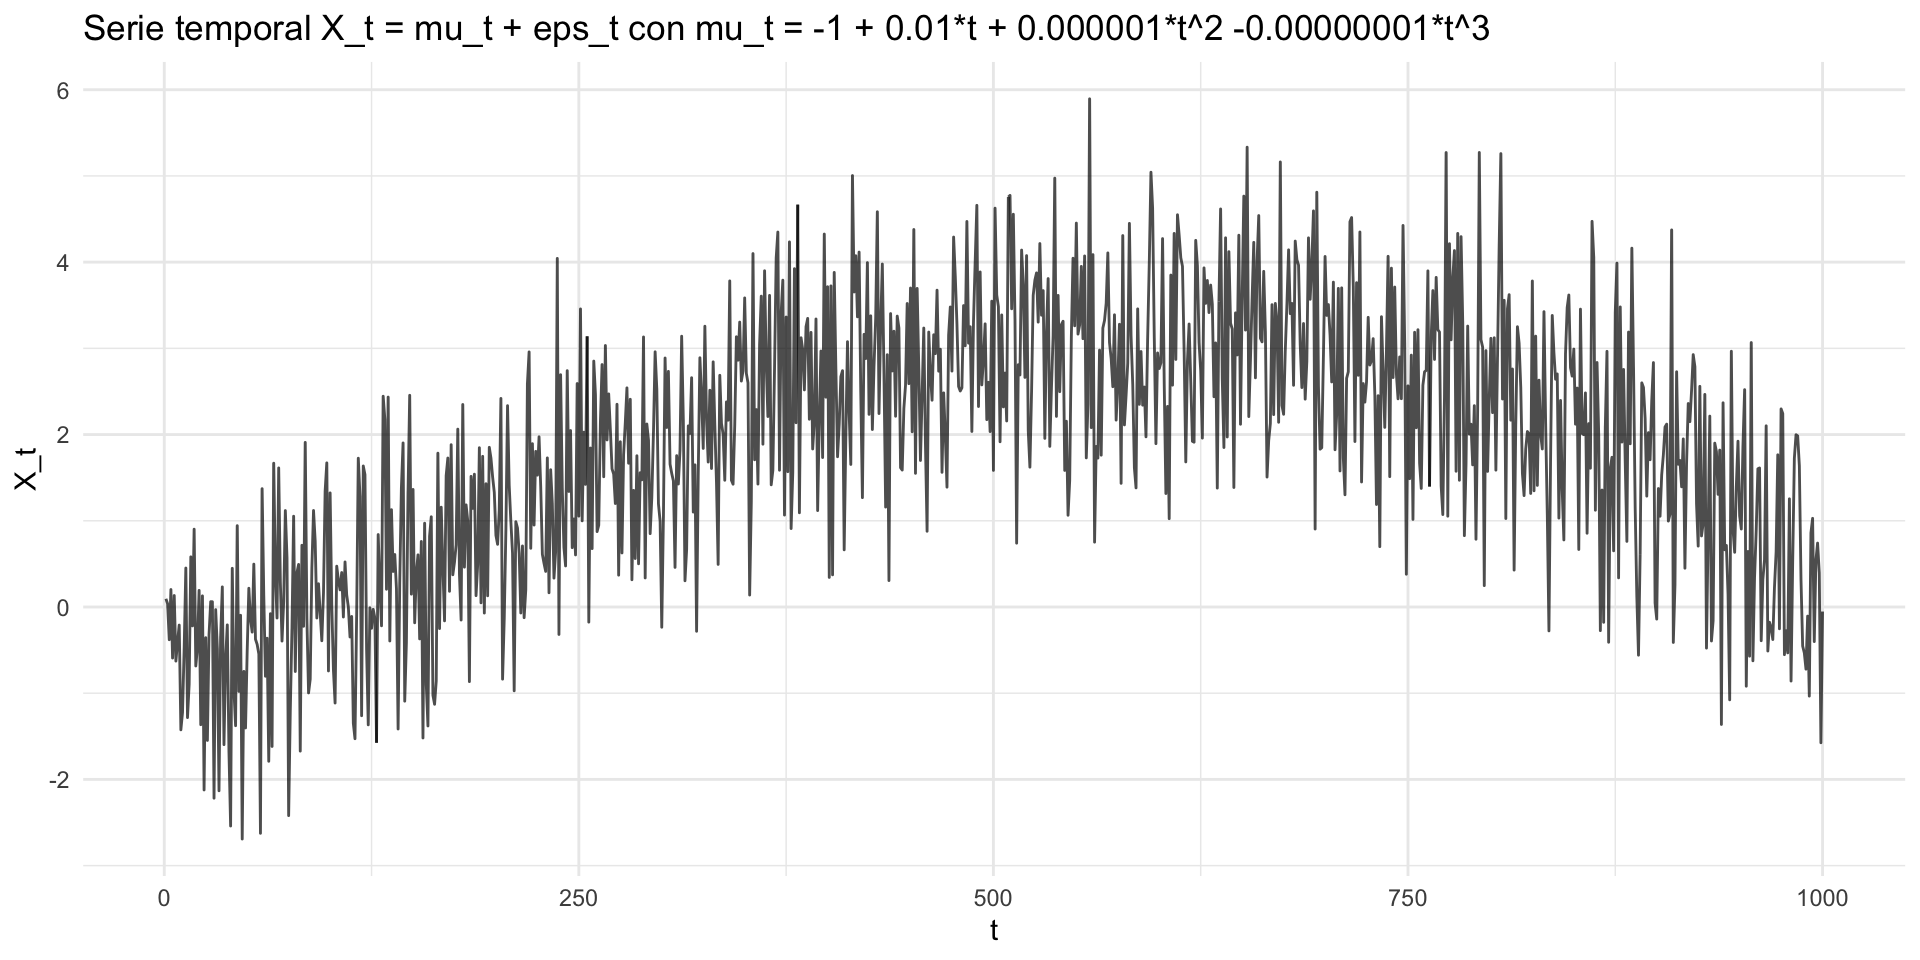 Serie temporal X_t = mu_t + eps_t con mu_t = -1 + 0.01*t + 0.000001*t^2 -0.00000001*t^3
6
4
2
0
-2
X_t
0 250 500 750 1000
t